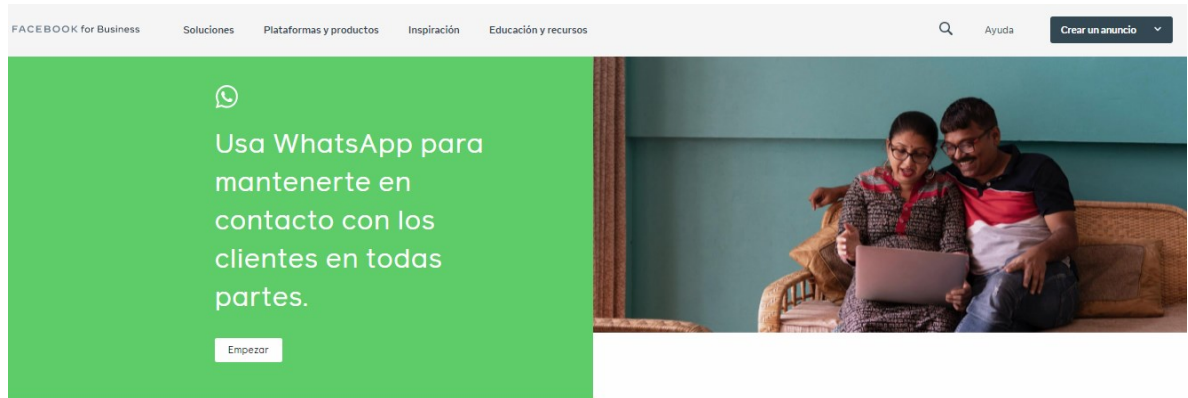 FACEBOOK for Business Soluciones Plataformas y productos Inspiración Educación y recursos Ayuda Crear un anuncio
Usa WhatsApp para
mantenerte en
contacto con los
clientes en todas
partes.
Empezar